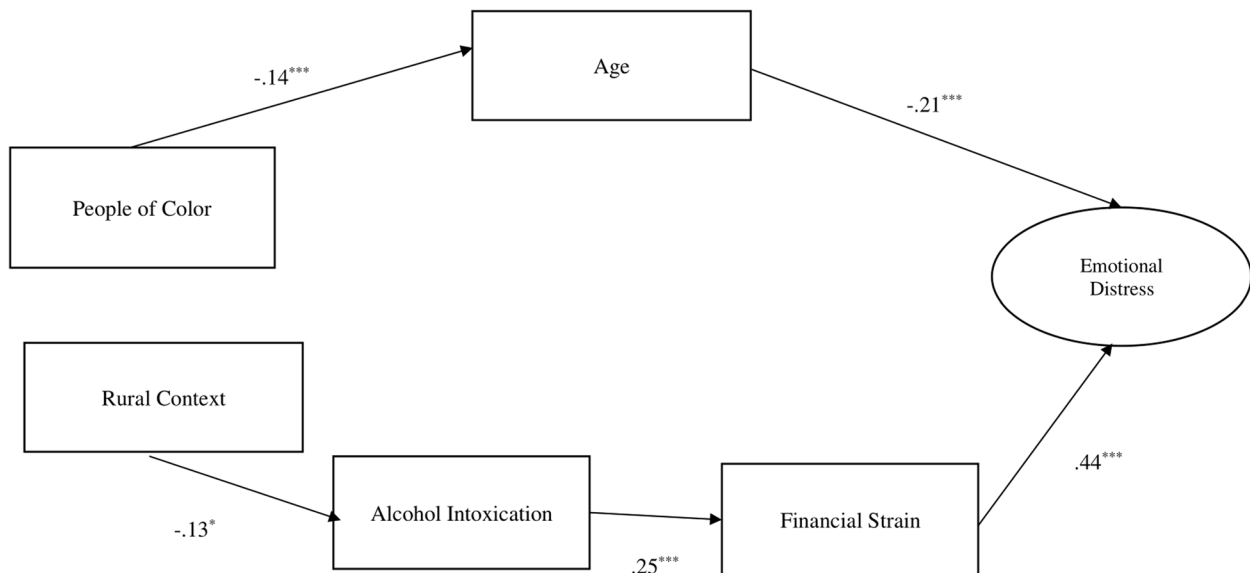 Age
-.14***
-.21***
People of Color
Emotional
Distress
Rural Context
.44***
Alcohol Intoxication
Financial Strain
-.13*
.25***